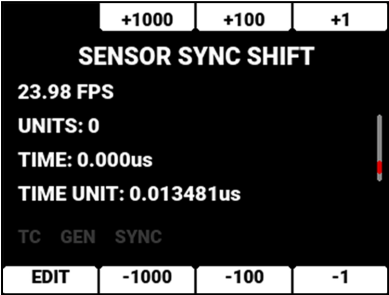 +1000 +100 +1
SENSOR SYNC SHIFT
23.98 FPS
UNITS: 0
TIME: 0.000us
TIME UNIT: 0.013481us
TC GEN SYNC
EDIT -1000 -100 -1